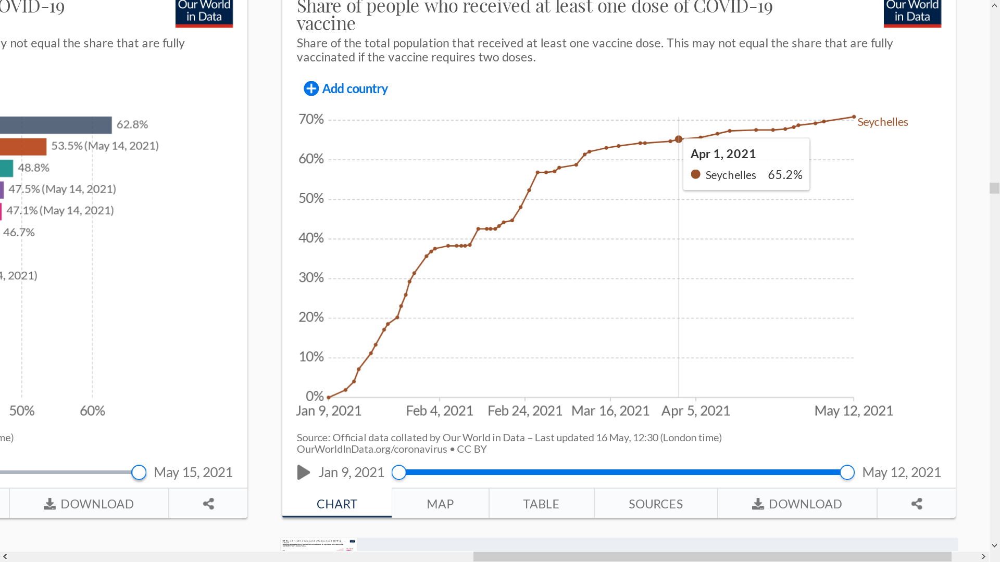 OVID-19
Our World
in Data
y not equal the share that are fully
62.8%
53.5% (May 14, 2021)
48.8%
47.5% (May 14, 2021)
47.1% (May 14, 2021)
46.7%
4, 2021)
50%
60%
me)
May 15, 2021
DOWNLOAD
Share of people who received at least one dose of COVID-19
vaccine
Our World
in Data
Share of the total population that received at least one vaccine dose. This may not equal the share that are fully
vaccinated if the vaccine requires two doses.
Add country
70%
60%
50%
40%
30%
20%
10%
0%
Seychelles
Apr 1, 2021
Seychelles 65.2%
Jan 9, 2021
Feb 4, 2021
Feb 24, 2021
Mar 16, 2021
Apr 5, 2021
May 12, 2021
Source: Official data collated by Our World in Data – Last updated 16 May, 12:30 (London time)
OurWorldInData.org/coronavirus • CC BY
Jan 9, 2021
May 12, 2021
CHART
MAP
TABLE
SOURCES
DOWNLOAD